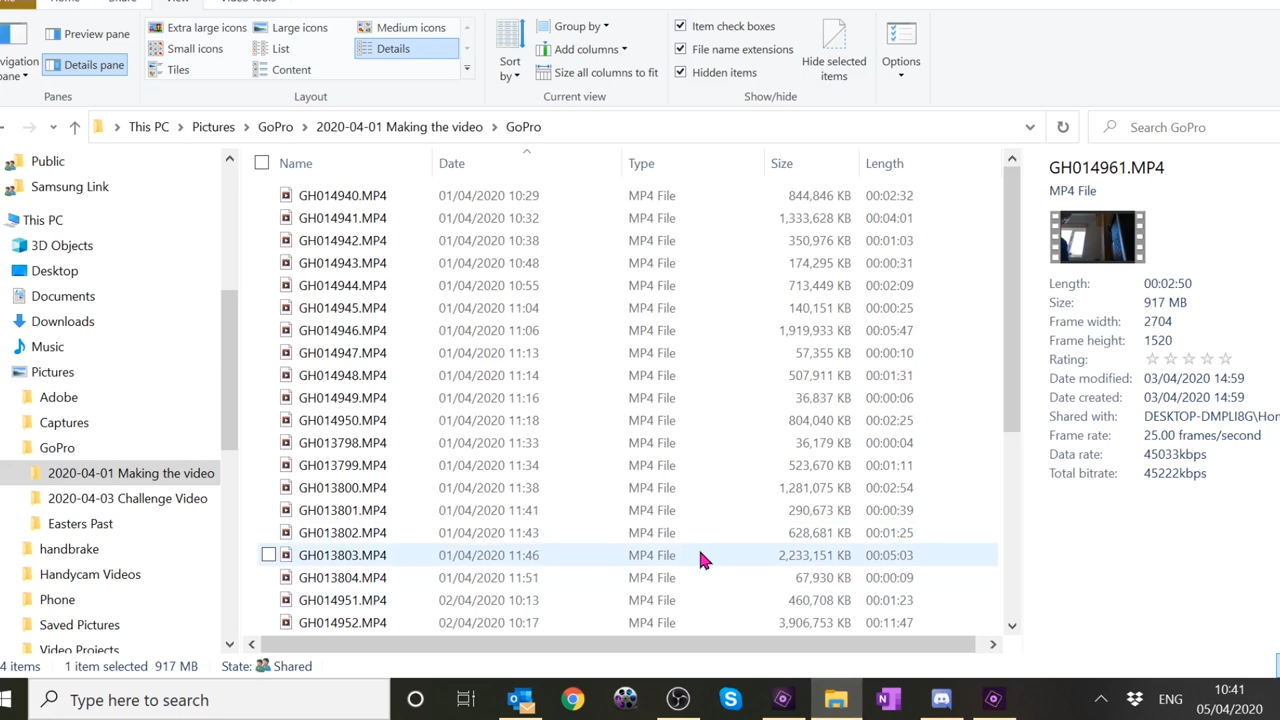 Extra large icons Large icons Medium icons Group by Item check boxes
Preview pane Small icons List Details Add columns File name extensions
Details pane Tiles Content Sort by Size all columns to fit Hidden items Hide selected items Options
Panes Layout Current view Show/hide
This PC Pictures GoPro 2020-04-01 Making the video GoPro Search GoPro
Public
Samsung Link
This PC
3D Objects
Desktop
Documents
Downloads
Music
Pictures
Adobe
Captures
GoPro
2020-04-01 Making the video
2020-04-03 Challenge Video
Easters Past
handbrake
Handycam Videos
Phone
Saved Pictures
Video Projects
Name Date Type Size Length
GH014940.MP4 01/04/2020 10:29 MP4 File 844,846 KB 00:02:32
GH014941.MP4 01/04/2020 10:32 MP4 File 1,333,628 KB 00:04:01
GH014942.MP4 01/04/2020 10:38 MP4 File 350,976 KB 00:01:03
GH014943.MP4 01/04/2020 10:48 MP4 File 174,295 KB 00:00:31
GH014944.MP4 01/04/2020 10:55 MP4 File 713,449 KB 00:02:09
GH014945.MP4 01/04/2020 11:04 MP4 File 140,151 KB 00:00:25
GH014946.MP4 01/04/2020 11:06 MP4 File 1,919,933 KB 00:05:47
GH014947.MP4 01/04/2020 11:13 MP4 File 57,355 KB 00:00:10
GH014948.MP4 01/04/2020 11:14 MP4 File 507,911 KB 00:01:31
GH014949.MP4 01/04/2020 11:16 MP4 File 36,837 KB 00:00:06
GH014950.MP4 01/04/2020 11:18 MP4 File 804,040 KB 00:02:25
GH013798.MP4 01/04/2020 11:33 MP4 File 36,179 KB 00:00:04
GH013799.MP4 01/04/2020 11:34 MP4 File 523,670 KB 00:01:11
GH013800.MP4 01/04/2020 11:38 MP4 File 1,281,075 KB 00:02:54
GH013801.MP4 01/04/2020 11:41 MP4 File 290,673 KB 00:00:39
GH013802.MP4 01/04/2020 11:43 MP4 File 628,681 KB 00:01:25
GH013803.MP4 01/04/2020 11:46 MP4 File 2,233,151 KB 00:05:03
GH013804.MP4 01/04/2020 11:51 MP4 File 67,930 KB 00:00:09
GH014951.MP4 02/04/2020 10:13 MP4 File 460,708 KB 00:01:23
GH014952.MP4 02/04/2020 10:17 MP4 File 3,906,753 KB 00:11:47
GH014961.MP4
MP4 File
Length: 00:02:50
Size: 917 MB
Frame width: 2704
Frame height: 1520
Rating:
Date modified: 03/04/2020 14:59
Date created: 03/04/2020 14:59
Shared with: DESKTOP-DMPLI8G\Hom
Frame rate: 25.00 frames/second
Data rate: 45033kbps
Total bitrate: 45222kbps
4 items 1 item selected 917 MB State: Shared
Type here to search ENG 10:41
05/04/2020